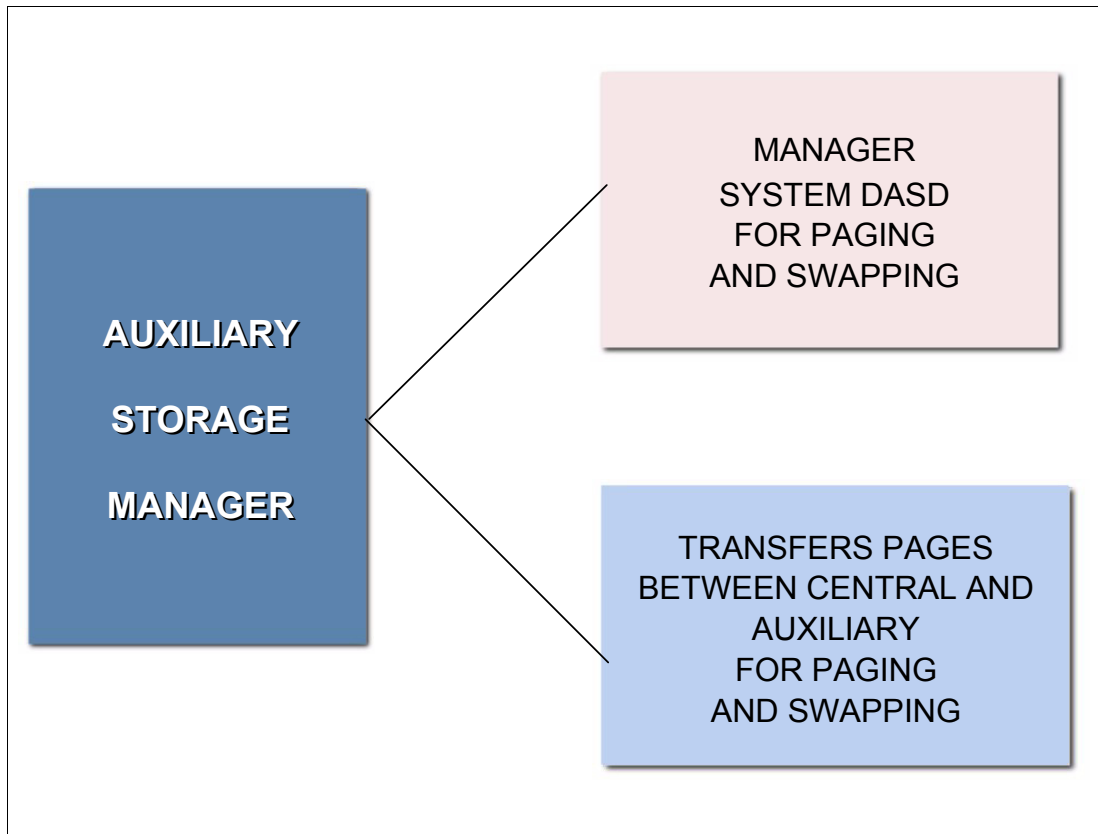 AUXILIARY
STORAGE
MANAGER
MANAGER
SYSTEM DASD
FOR PAGING
AND SWAPPING
TRANSFERS PAGES
BETWEEN CENTRAL AND
AUXILIARY
FOR PAGING
AND SWAPPING